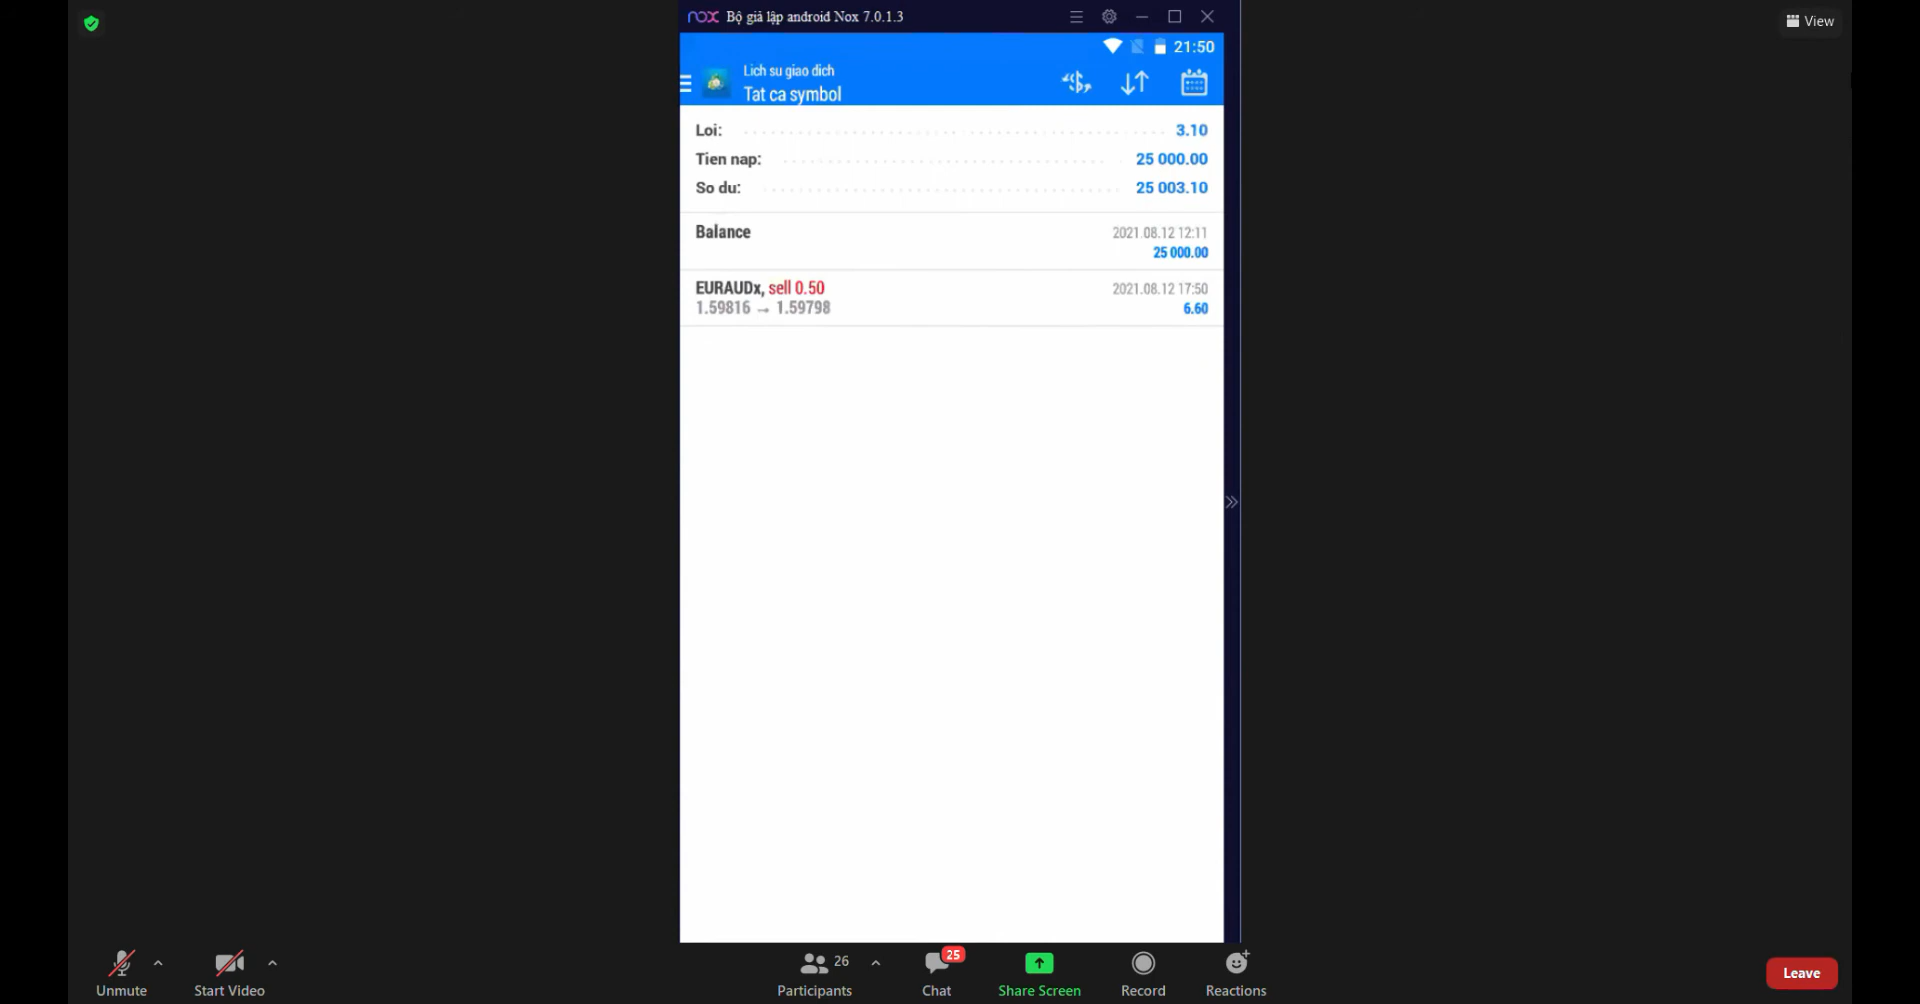 nox Bộ giả lập android Nox 7.0.1.3
View
21:50
Lich su giao dich
Tat ca symbol
Loi: 3.10
Tien nap: 25 000.00
So du: 25 003.10
Balance 2021.08.12 12:11
25 000.00
EURAUDx, sell 0.50 2021.08.12 17:50
1.59816 → 1.59798 6.60
26
25
Unmute Start Video Participants Chat Share Screen Record Reactions Leave